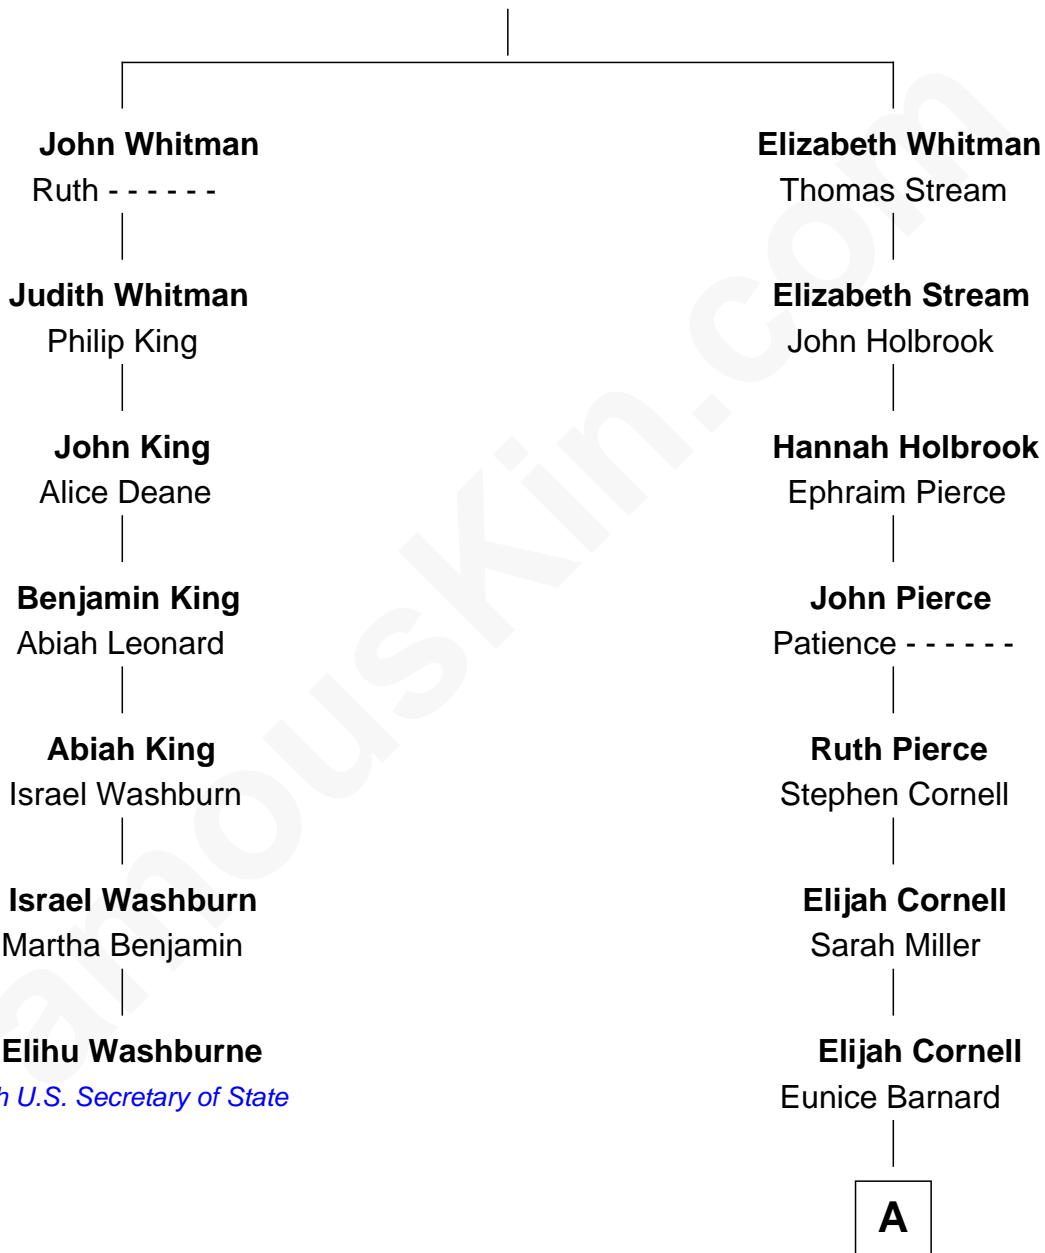 John Whitman
Ruth - - - - - -
Judith Whitman
Philip King
John King
Alice Deane
Benjamin King
Abiah Leonard
Abiah King
Israel Washburn
Israel Washburn
Martha Benjamin
Elihu Washburne
h U.S. Secretary of State
Elizabeth Whitman
Thomas Stream
Elizabeth Stream
John Holbrook
Hannah Holbrook
Ephraim Pierce
John Pierce
Patience - - - - - -
Ruth Pierce
Stephen Cornell
Elijah Cornell
Sarah Miller
Elijah Cornell
Eunice Barnard
A
amousKin.com